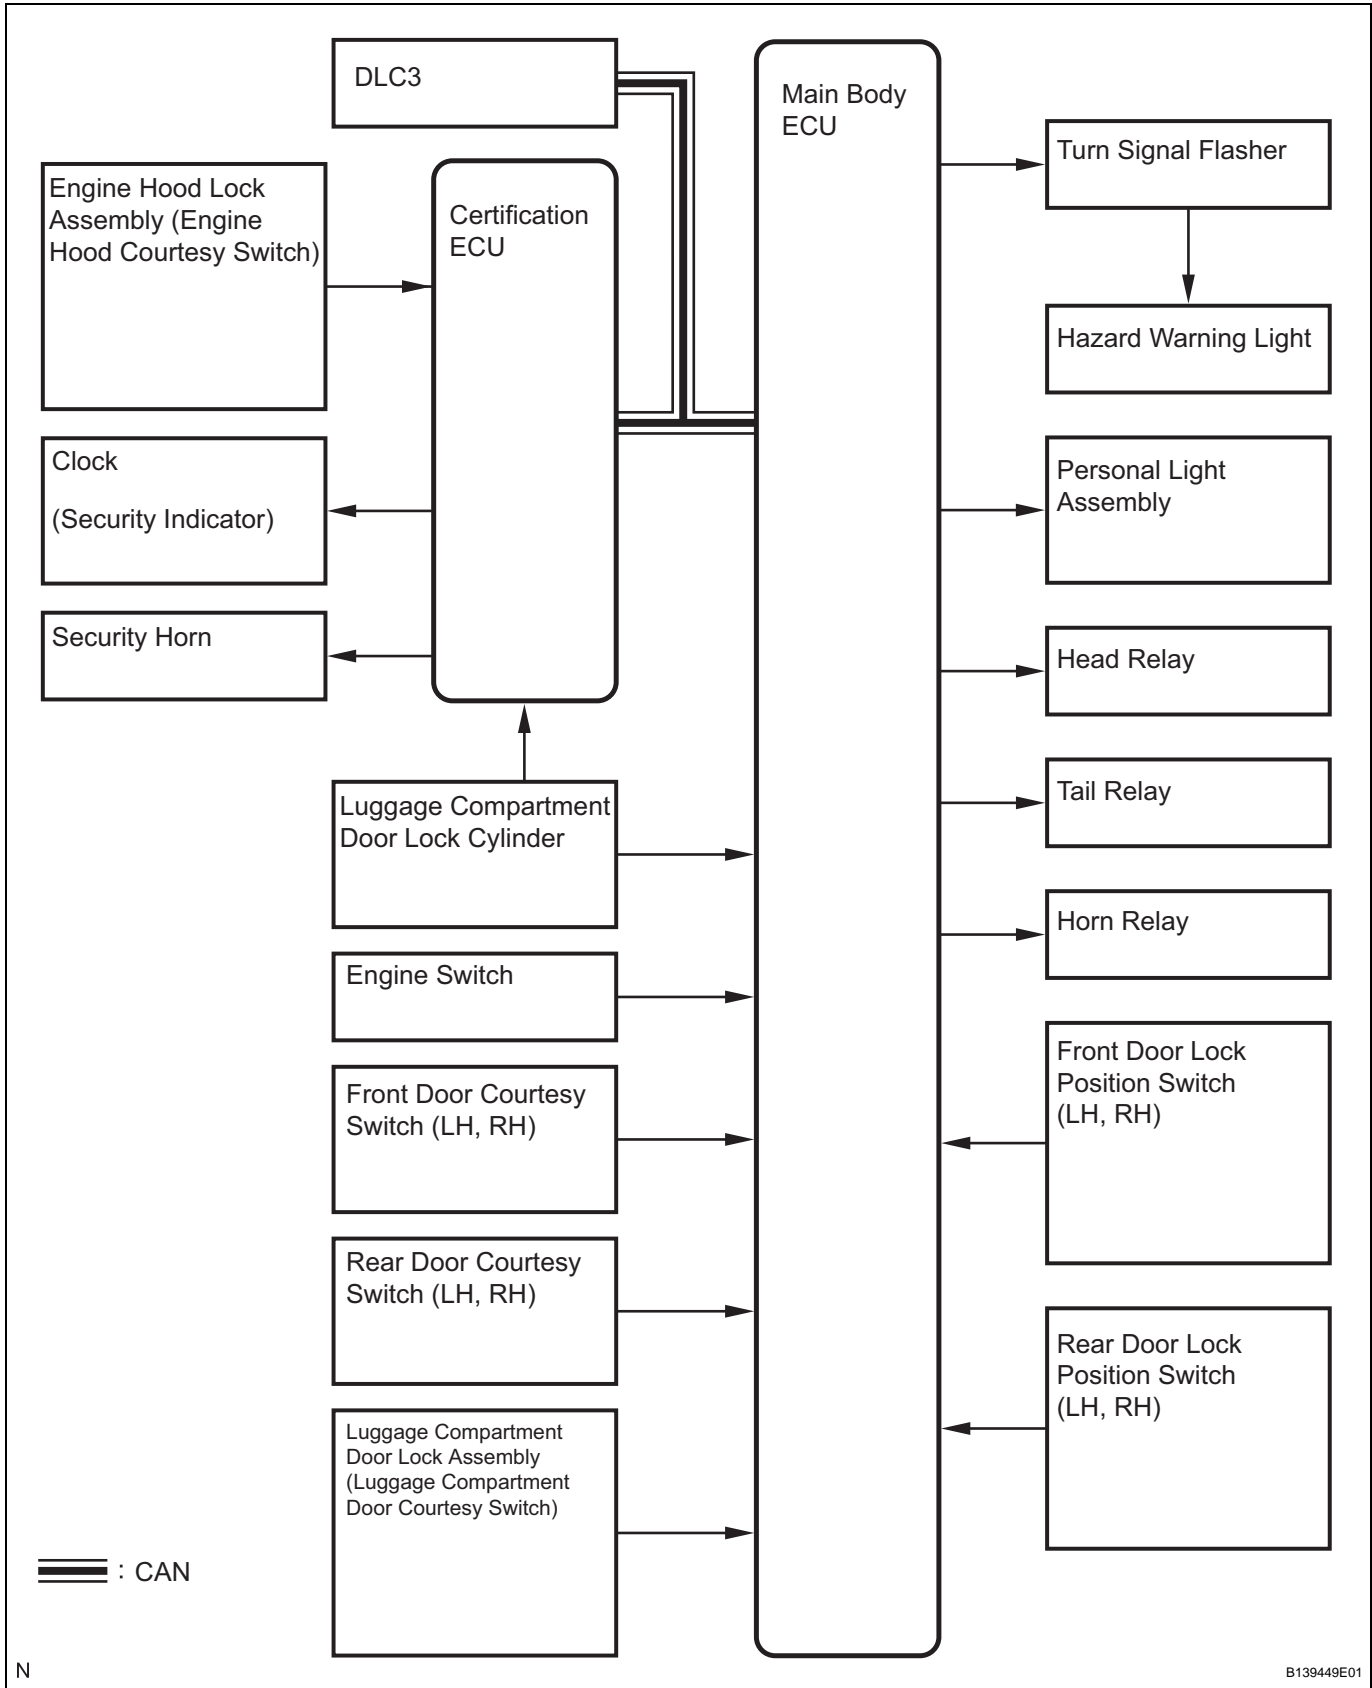 DLC3
Main Body
ECU
Turn Signal Flasher
Engine Hood Lock
Assembly (Engine
Hood Courtesy Switch)
Certification
ECU
Hazard Warning Light
Clock
(Security Indicator)
Personal Light
Assembly
Security Horn
Head Relay
Luggage Compartment
Door Lock Cylinder
Tail Relay
Horn Relay
Engine Switch
Front Door Lock
Position Switch
(LH, RH)
Front Door Courtesy
Switch (LH, RH)
Rear Door Courtesy
Switch (LH, RH)
Rear Door Lock
Position Switch
(LH, RH)
Luggage Compartment
Door Lock Assembly
(Luggage Compartment
Door Courtesy Switch)
: CAN
N
B139449E01